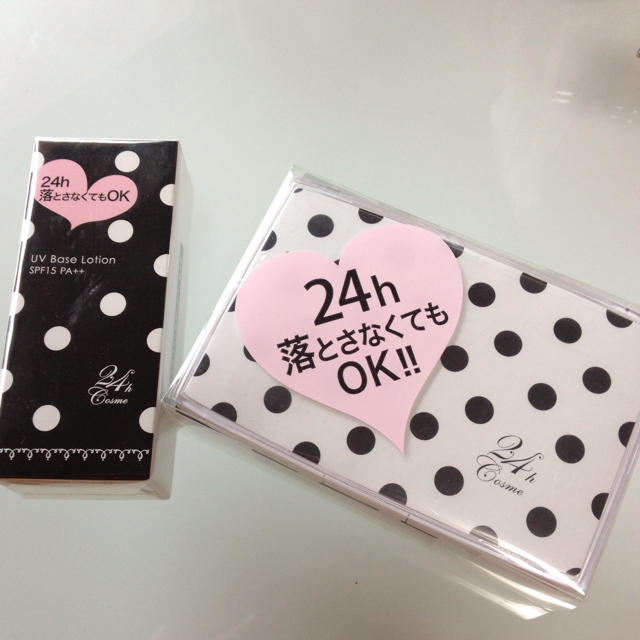 24h
落とさなくてもOK
UV Base Lotion
SPF15 PA++
24h
Cosme
24h
落とさなくても
OK!!
24h
Cosme